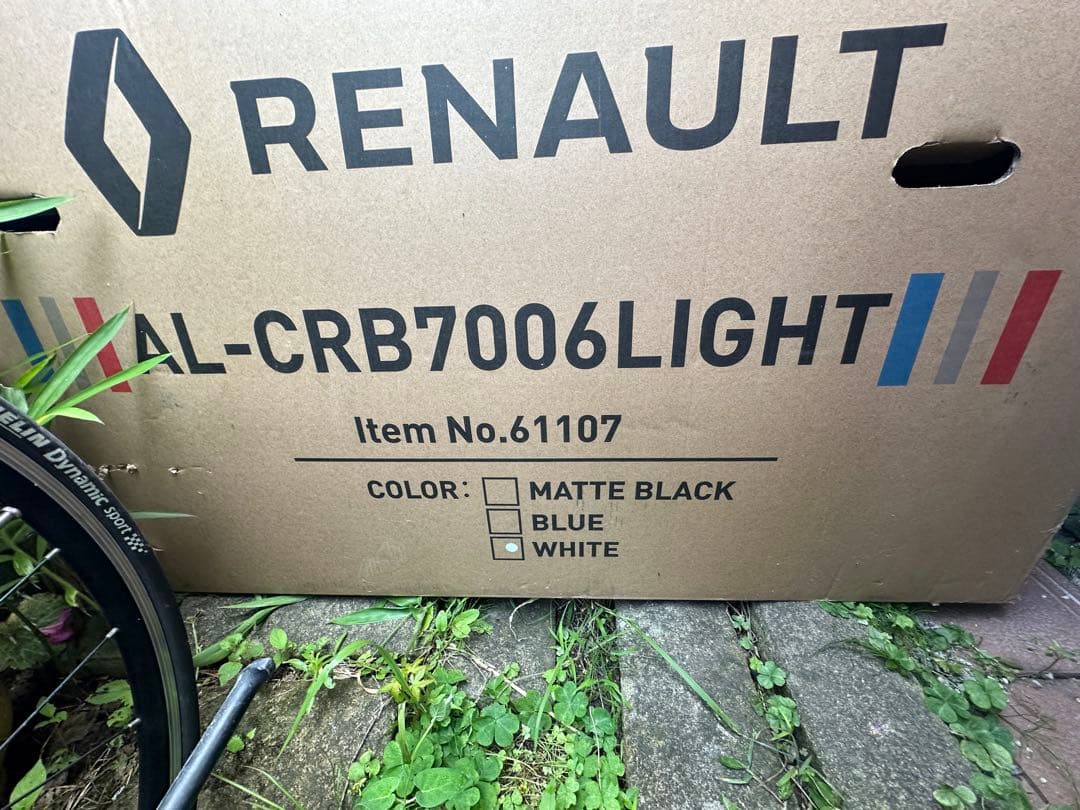 RENAULT
AL-CRB7006LIGHT
Item No.61107
COLOR: MATTE BLACK
BLUE
WHITE
Dynamic sport